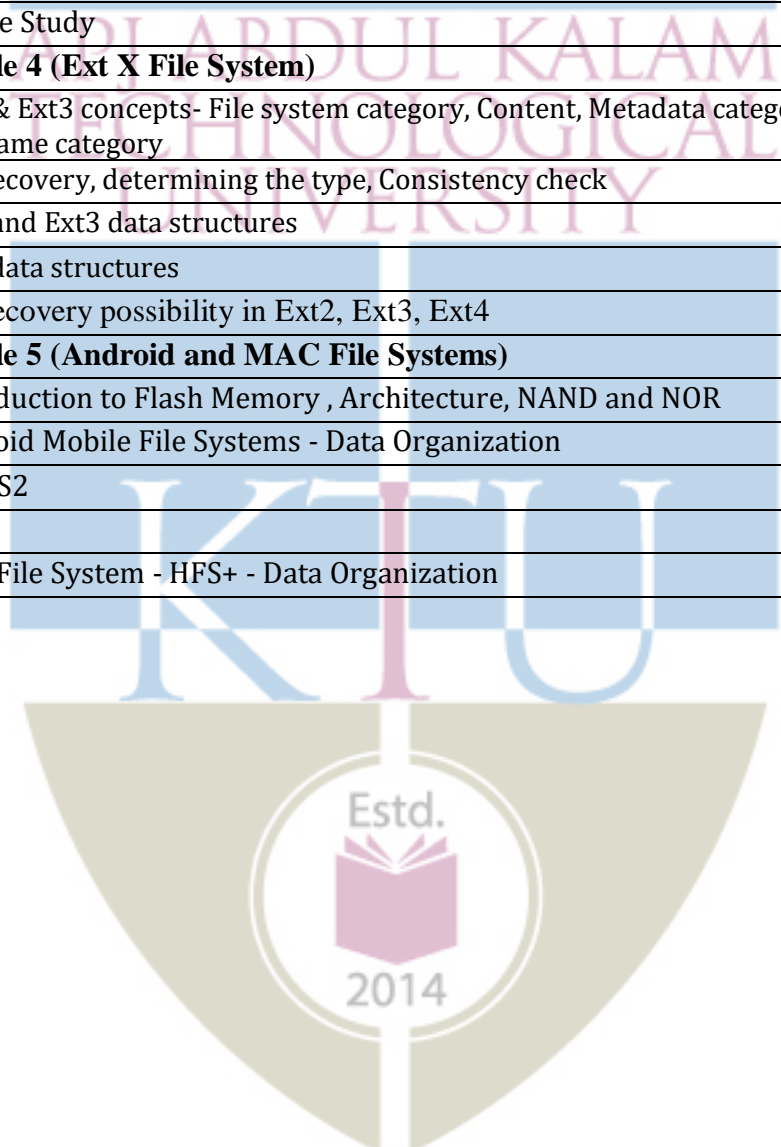 e Study
le 4 (Ext X File System)
& Ext3 concepts- File system category, Content, Metadata categ
ame category
ecovery, determining the type, Consistency check
and Ext3 data structures
data structures
ecovery possibility in Ext2, Ext3, Ext4
le 5 (Android and MAC File Systems)
duction to Flash Memory , Architecture, NAND and NOR
oid Mobile File Systems - Data Organization
S2
File System - HFS+ - Data Organization
APJ ABDUL KALAM
TECHNOLOGICAL
UNIVERSITY
KTU
Estd.
2014